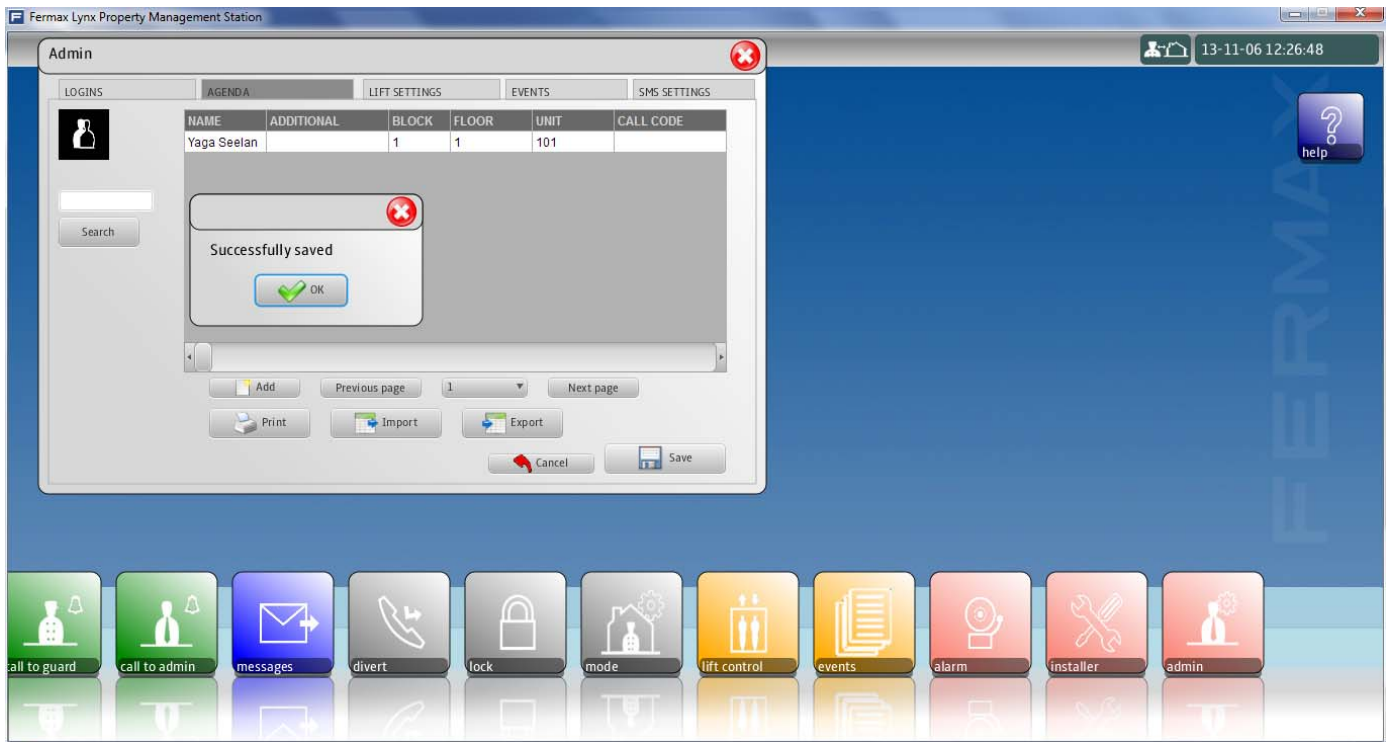 Fermax Lynx Property Management Station
Admin
13-11-06 12:26:48
LOGINS AGENDA LIFT SETTINGS EVENTS SMS SETTINGS
NAME ADDITIONAL BLOCK FLOOR UNIT CALL CODE
Yaga Seelan 1 1 101
help
Search
Successfully saved
OK
Add Previous page 1 Next page
Print Import Export
Cancel Save
FERMAX
call to guard call to admin messages divert lock mode lift control events alarm installer admin